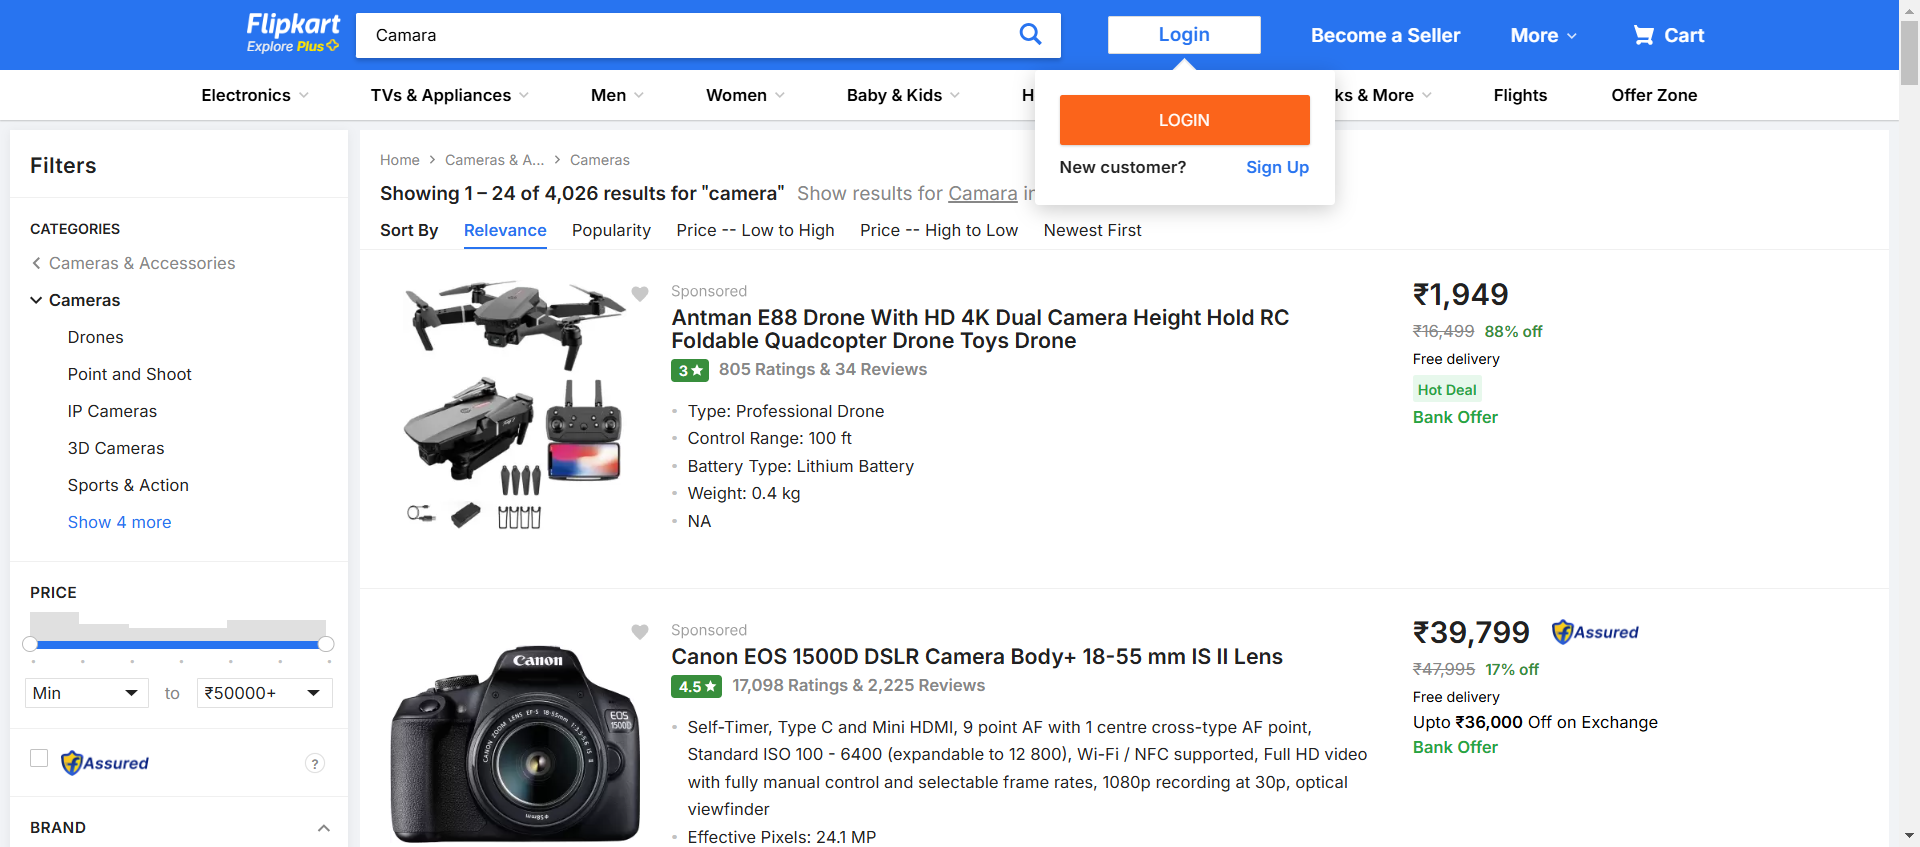 Flipkart
Explore Plus
Camara
Login
Become a Seller
More
Cart
Electronics
TVs & Appliances
Men
Women
Baby & Kids
H
ks & More
Flights
Offer Zone
LOGIN
New customer?
Sign Up
Filters
CATEGORIES
Cameras & Accessories
Cameras
Drones
Point and Shoot
IP Cameras
3D Cameras
Sports & Action
Show 4 more
PRICE
Min
to
₹50000+
Assured
?
BRAND
Home
Cameras & A...
Cameras
Showing 1 – 24 of 4,026 results for "camera"
Show results for Camara in
Sort By
Relevance
Popularity
Price -- Low to High
Price -- High to Low
Newest First
Sponsored
Antman E88 Drone With HD 4K Dual Camera Height Hold RC
Foldable Quadcopter Drone Toys Drone
3
805 Ratings & 34 Reviews
Type: Professional Drone
Control Range: 100 ft
Battery Type: Lithium Battery
Weight: 0.4 kg
NA
₹1,949
₹16,499 88% off
Free delivery
Hot Deal
Bank Offer
Canon
EOS
1500D
Sponsored
Canon EOS 1500D DSLR Camera Body+ 18-55 mm IS II Lens
4.5
17,098 Ratings & 2,225 Reviews
Self-Timer, Type C and Mini HDMI, 9 point AF with 1 centre cross-type AF point,
Standard ISO 100 - 6400 (expandable to 12 800), Wi-Fi / NFC supported, Full HD video
with fully manual control and selectable frame rates, 1080p recording at 30p, optical
viewfinder
Effective Pixels: 24.1 MP
₹39,799
Assured
₹47,995 17% off
Free delivery
Upto ₹36,000 Off on Exchange
Bank Offer